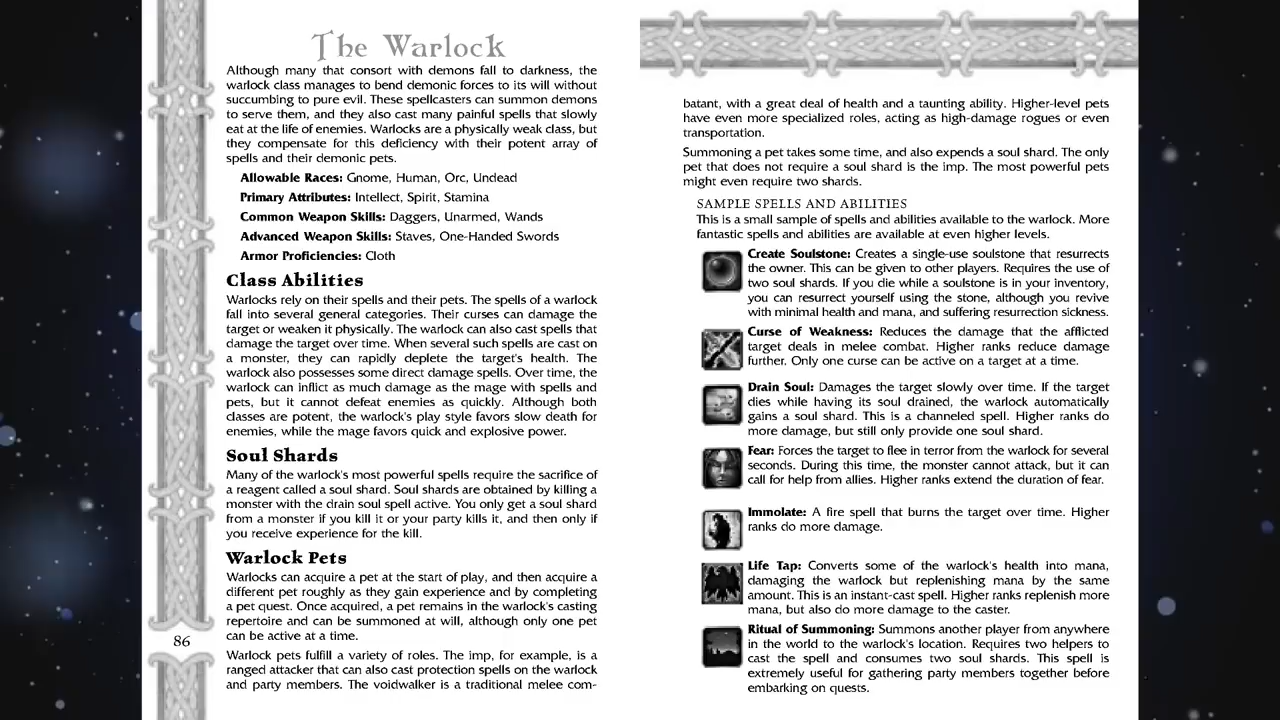 The Warlock
Although many that consort with demons fall to darkness, the
warlock class manages to bend demonic forces to its will without
succumbing to pure evil. These spellcasters can summon demons
to serve them, and they also cast many painful spells that slowly
eat at the life of enemies. Warlocks are a physically weak class, but
they compensate for this deficiency with their potent array of
spells and their demonic pets.
Allowable Races: Gnome, Human, Orc, Undead
Primary Attributes: Intellect, Spirit, Stamina
Common Weapon Skills: Daggers, Unarmed, Wands
Advanced Weapon Skills: Staves, One-Handed Swords
Armor Proficiencies: Cloth
Class Abilities
Warlocks rely on their spells and their pets. The spells of a warlock
fall into several general categories. Their curses can damage the
target or weaken it physically. The warlock can also cast spells that
damage the target over time. When several such spells are cast on
a monster, they can rapidly deplete the target's health. The
warlock also possesses some direct damage spells. Over time, the
warlock can inflict as much damage as the mage with spells and
pets, but it cannot defeat enemies as quickly. Although both
classes are potent, the warlock's play style favors slow death for
enemies, while the mage favors quick and explosive power.
Soul Shards
Many of the warlock's most powerful spells require the sacrifice of
a reagent called a soul shard. Soul shards are obtained by killing a
monster with the drain soul spell active. You only get a soul shard
from a monster if you kill it or your party kills it, and then only if
you receive experience for the kill.
Warlock Pets
Warlocks can acquire a pet at the start of play, and then acquire a
different pet roughly as they gain experience and by completing
a pet quest. Once acquired, a pet remains in the warlock's casting
repertoire and can be summoned at will, although only one pet
can be active at a time.
Warlock pets fulfill a variety of roles. The imp, for example, is a
ranged attacker that can also cast protection spells on the warlock
and party members. The voidwalker is a traditional melee com-
86
batant, with a great deal of health and a taunting ability. Higher-level pets
have even more specialized roles, acting as high-damage rogues or even
transportation.
Summoning a pet takes some time, and also expends a soul shard. The only
pet that does not require a soul shard is the imp. The most powerful pets
might even require two shards.
SAMPLE SPELLS AND ABILITIES
This is a small sample of spells and abilities available to the warlock. More
fantastic spells and abilities are available at even higher levels.
Create Soulstone: Creates a single-use soulstone that resurrects
the owner. This can be given to other players. Requires the use of
two soul shards. If you die while a soulstone is in your inventory,
you can resurrect yourself using the stone, although you revive
with minimal health and mana, and suffering resurrection sickness.
Curse of Weakness: Reduces the damage that the afflicted
target deals in melee combat. Higher ranks reduce damage
further. Only one curse can be active on a target at a time.
Drain Soul: Damages the target slowly over time. If the target
dies while having its soul drained, the warlock automatically
gains a soul shard. This is a channeled spell. Higher ranks do
more damage, but still only provide one soul shard.
Fear: Forces the target to flee in terror from the warlock for several
seconds. During this time, the monster cannot attack, but it can
call for help from allies. Higher ranks extend the duration of fear.
Immolate: A fire spell that burns the target over time. Higher
ranks do more damage.
Life Tap: Converts some of the warlock's health into mana,
damaging the warlock but replenishing mana by the same
amount. This is an instant-cast spell. Higher ranks replenish more
mana, but also do more damage to the caster.
Ritual of Summoning: Summons another player from anywhere
in the world to the warlock's location. Requires two helpers to
cast the spell and consumes two soul shards. This spell is
extremely useful for gathering party members together before
embarking on quests.